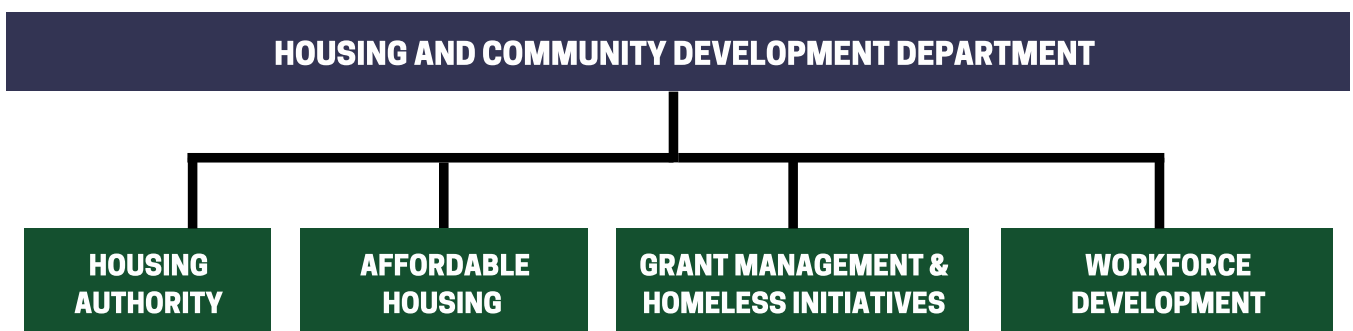 HOUSING AND COMMUNITY DEVELOPMENT DEPARTMENT
HOUSING
AUTHORITY
AFFORDABLE
HOUSING
GRANT MANAGEMENT &
HOMELESS INITIATIVES
WORKFORCE
DEVELOPMENT